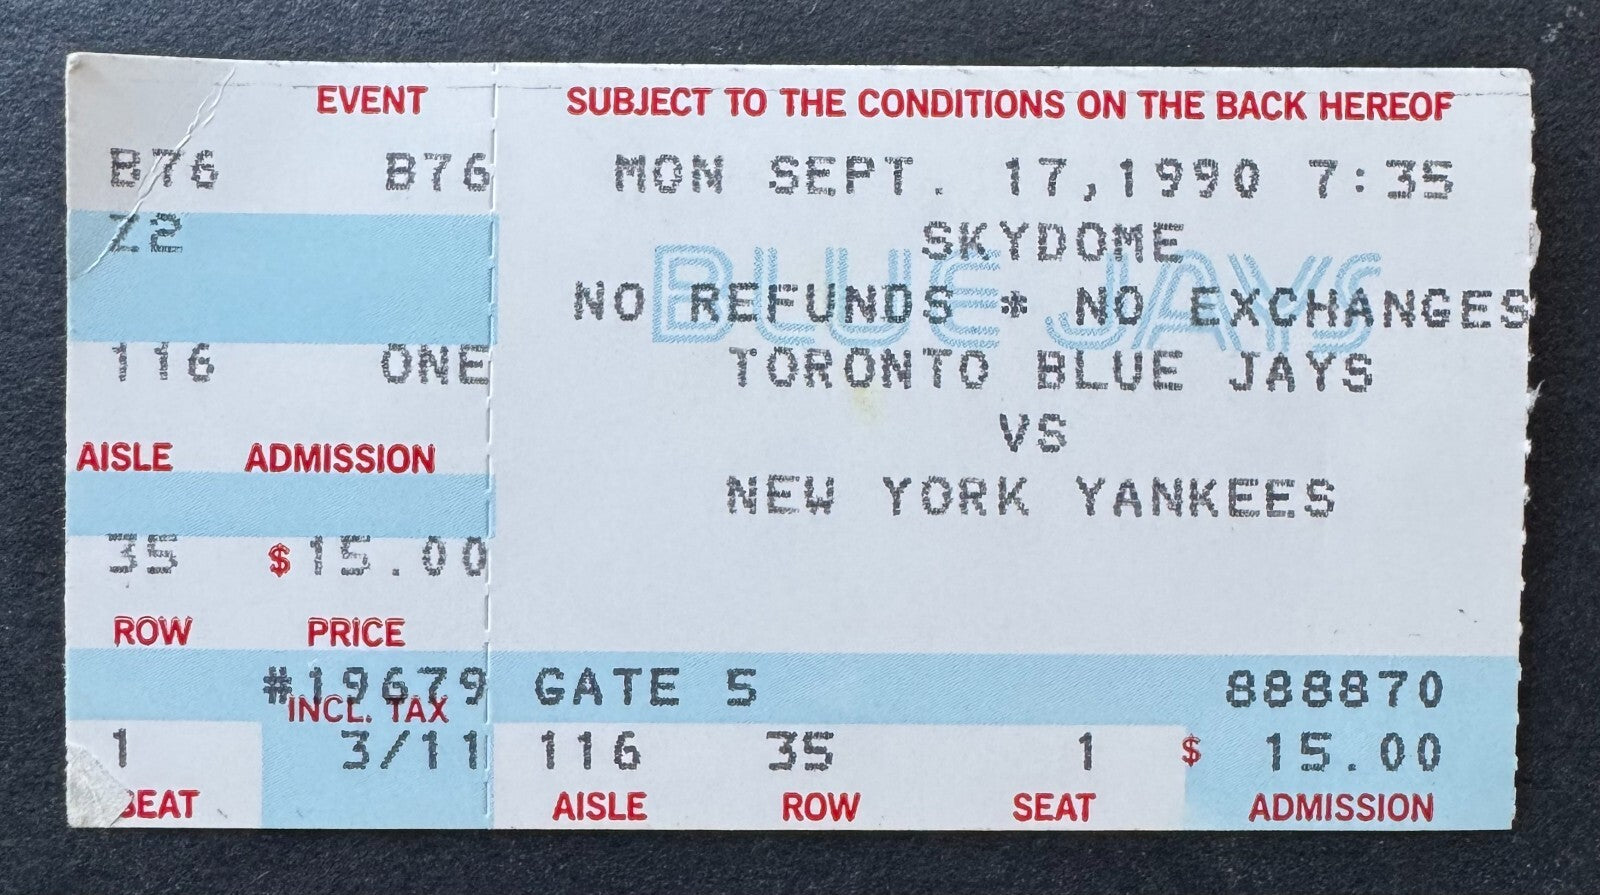 EVENT
B76 B76
Z2
116 ONE
AISLE ADMISSION
35 $ 15.00
ROW PRICE
#19679
INCL. TAX
1 3/11
SEAT
SUBJECT TO THE CONDITIONS ON THE BACK HEREOF
MON SEPT. 17,1990 7:35
SKYDOME
BLUE JAYS
NO REFUNDS * NO EXCHANGES
TORONTO BLUE JAYS
VS
NEW YORK YANKEES
GATE 5 888870
116 35 1 $ 15.00
AISLE ROW SEAT ADMISSION